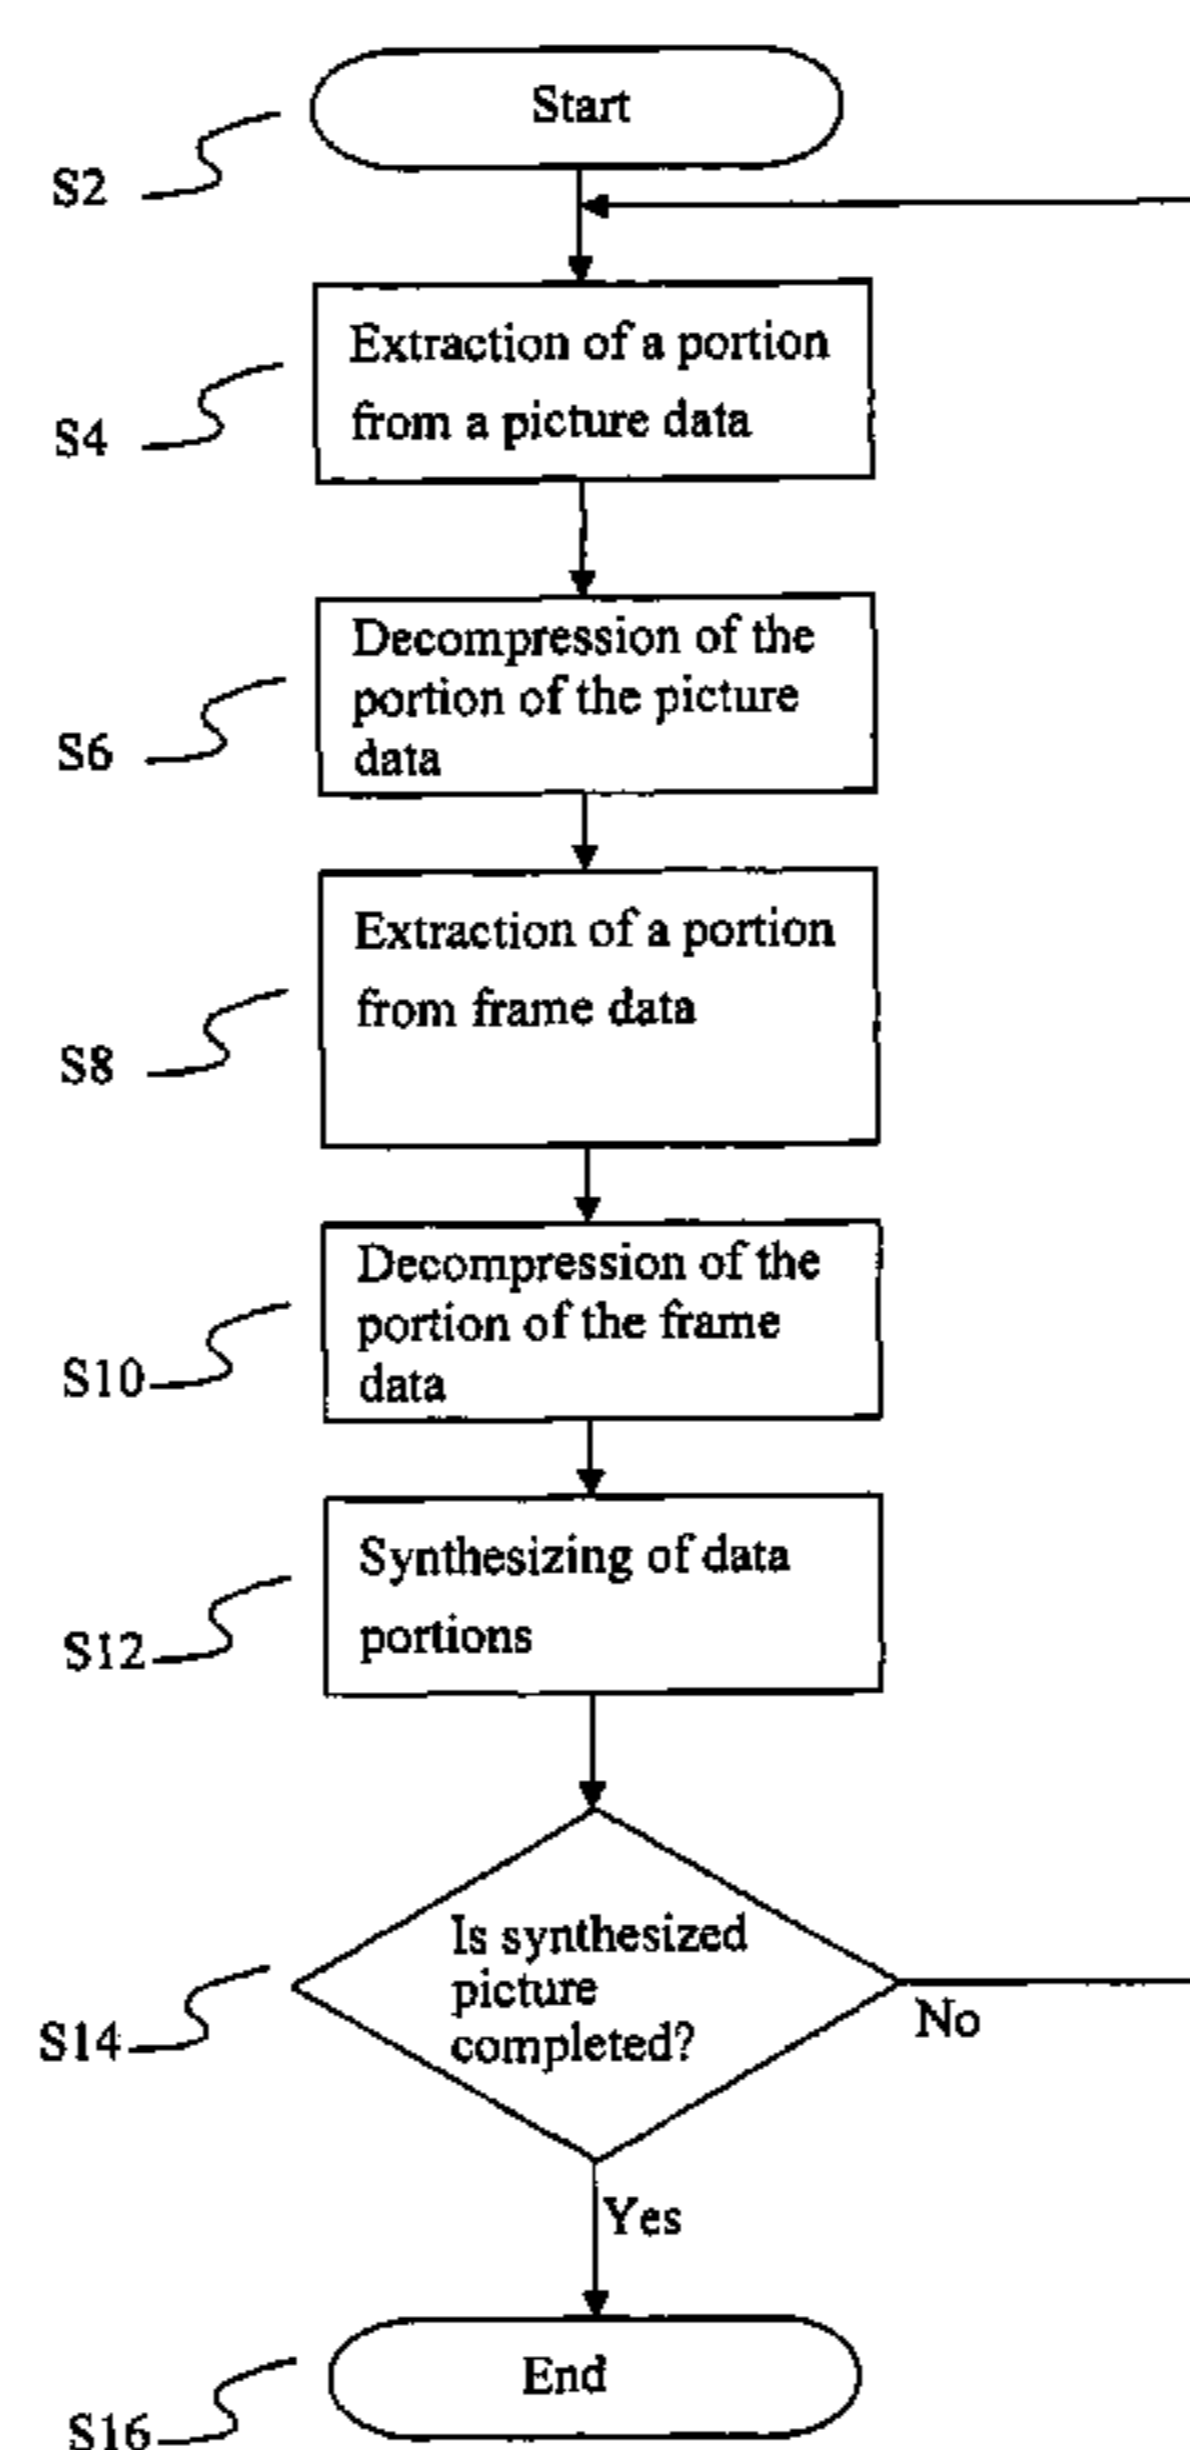 Start
S2
Extraction of a portion
from a picture data
S4
Decompression of the
portion of the picture
data
S6
Extraction of a portion
from frame data
S8
Decompression of the
portion of the frame
data
S10
Synthesizing of data
portions
S12
Is synthesized
picture
completed?
S14
No
Yes
End
S16